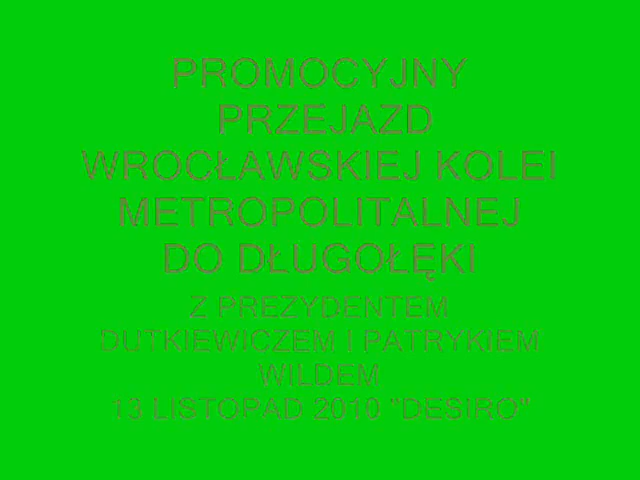 PROMOCYJNY
PRZEJAZD
WROCŁAWSKIEJ KOLEI
METROPOLITALNEJ
DO DŁUGOŁĘKI
Z PREZYDENTEM
DUTKIEWICZEM I PATRYKIEM
WILDEM
13 LISTOPAD 2010 "DESIRO"